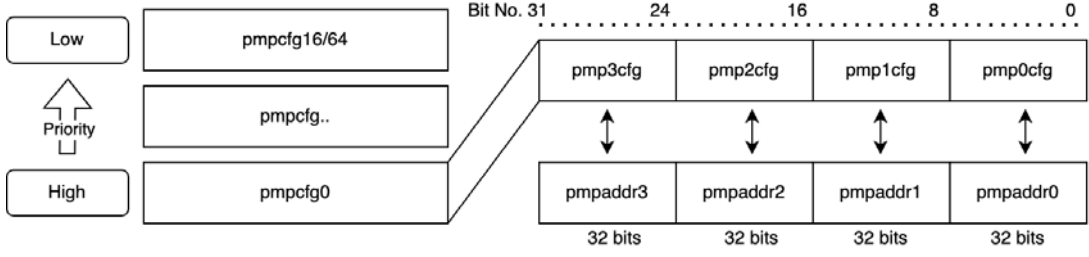 Bit No. 31 24 16 8 0
Low
pmpcfg16/64
pmp3cfg pmp2cfg pmp1cfg pmp0cfg
Priority
pmpcfg..
High
pmpcfg0
pmpaddr3 pmpaddr2 pmpaddr1 pmpaddr0
32 bits 32 bits 32 bits 32 bits